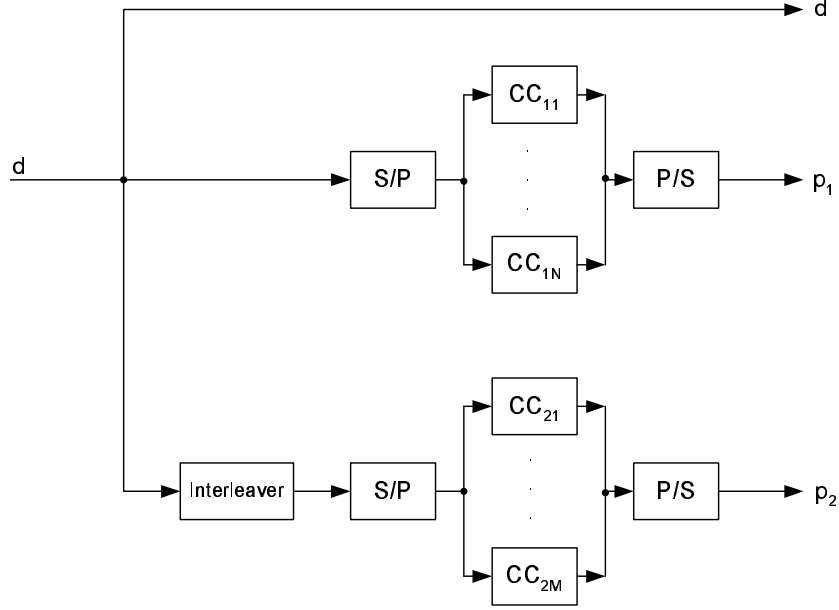 d
CC₁₁
d
S/P
P/S
p₁
CC₁N
CC₂₁
Interleaver
S/P
P/S
p₂
CC₂M